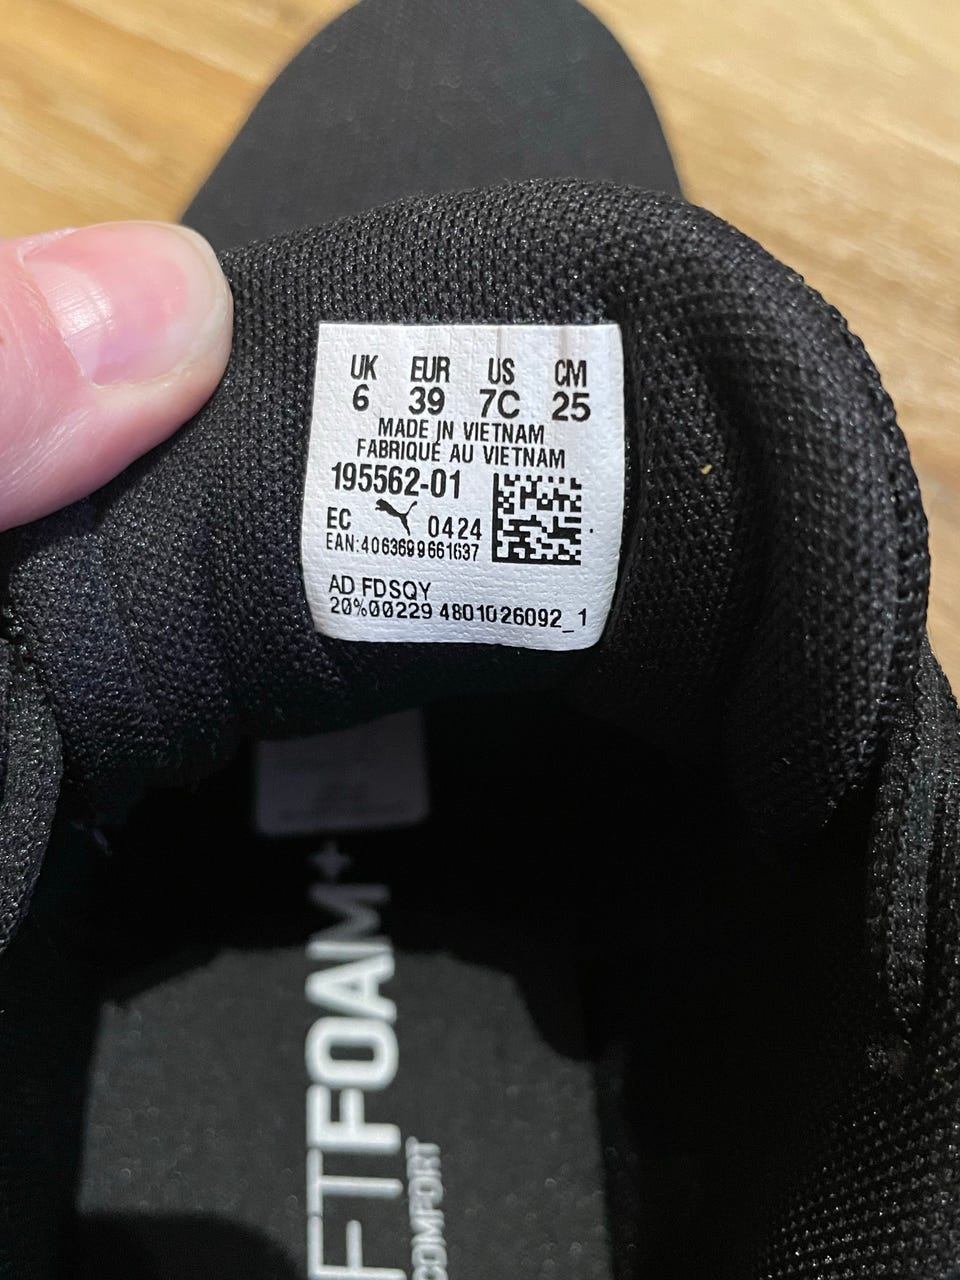 UK EUR US CM
6 39 7C 25
MADE IN VIETNAM
FABRIQUÉ AU VIETNAM
195562-01
EC 0424
EAN:4063699661637
AD FDSQY
20%00229 4801026092_1
FTFOAM+
COMFORT